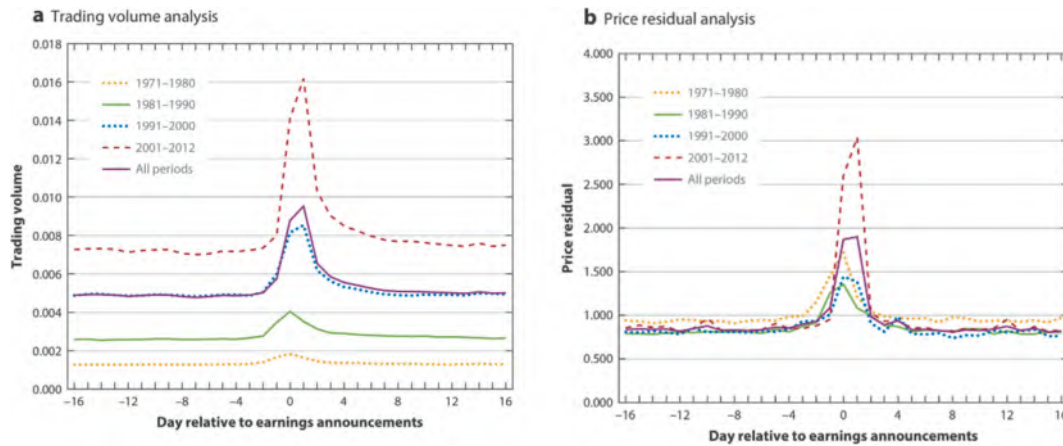 a Trading volume analysis
0.018
0.016
0.014
0.012
0.010
0.008
0.006
0.004
0.002
0.000
Trading volume
1971–1980
1981–1990
1991–2000
2001–2012
All periods
–16 –12 –8 –4 0 4 8 12 16
Day relative to earnings announcements
b Price residual analysis
4.000
3.500
3.000
2.500
2.000
1.500
1.000
0.500
0.000
Price residual
1971–1980
1981–1990
1991–2000
2001–2012
All periods
–16 –12 –8 –4 0 4 8 12 16
Day relative to earnings announcements